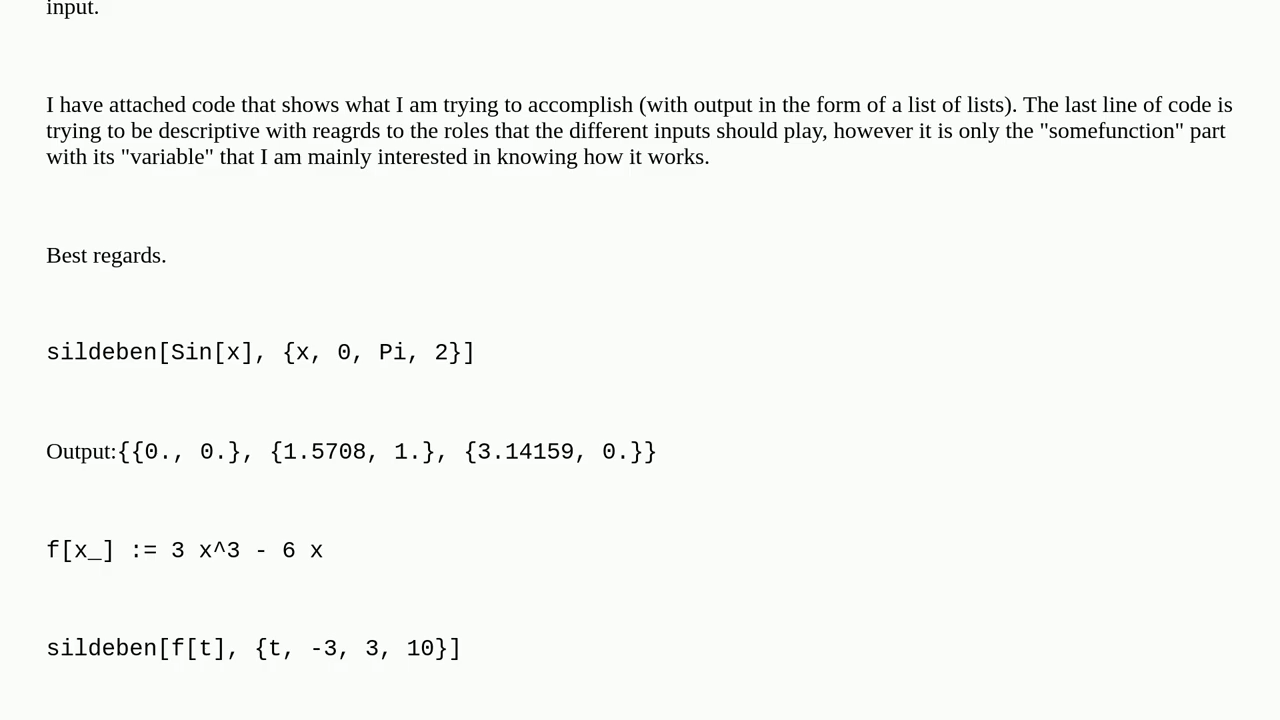 input.
I have attached code that shows what I am trying to accomplish (with output in the form of a list of lists). The last line of code is
trying to be descriptive with reagrds to the roles that the different inputs should play, however it is only the "somefunction" part
with its "variable" that I am mainly interested in knowing how it works.
Best regards.
sildeben[Sin[x], {x, 0, Pi, 2}]
Output:{{0., 0.}, {1.5708, 1.}, {3.14159, 0.}}
f[x_] := 3 x^3 - 6 x
sildeben[f[t], {t, -3, 3, 10}]